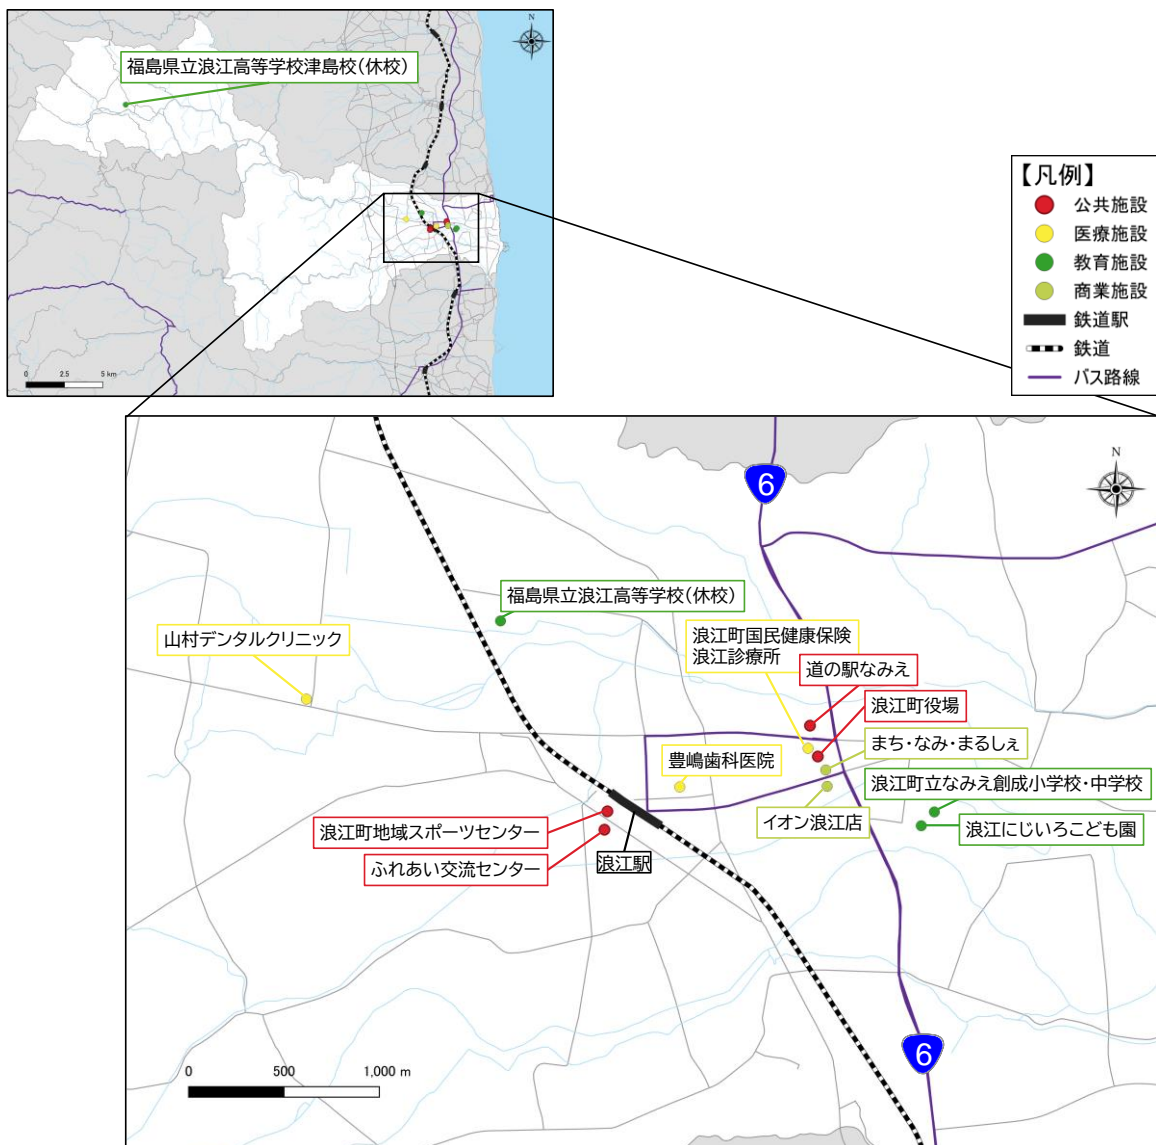 N
福島県立浪江高等学校津島校(休校)
0 2.5 5 km
【凡例】
公共施設
医療施設
教育施設
商業施設
鉄道駅
鉄道
バス路線
6
N
福島県立浪江高等学校(休校)
山村デンタルクリニック
浪江町国民健康保険
浪江診療所
道の駅なみえ
浪江町役場
まち・なみ・まるしぇ
豊嶋歯科医院
浪江町立なみえ創成小学校・中学校
イオン浪江店
浪江町地域スポーツセンター
浪江にじいろこども園
ふれあい交流センター
浪江駅
6
0 500 1,000 m